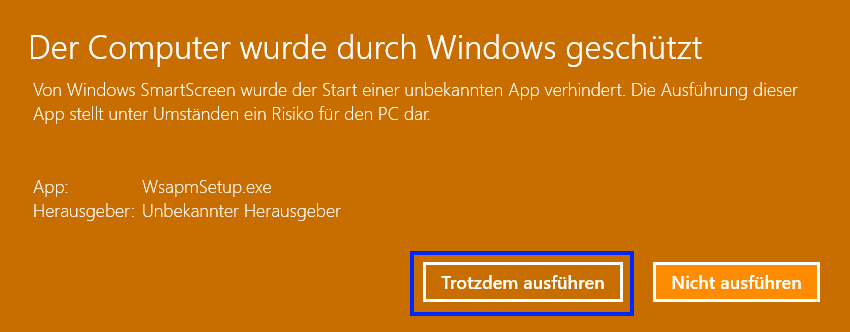 Der Computer wurde durch Windows geschützt
Von Windows SmartScreen wurde der Start einer unbekannten App verhindert. Die Ausführung dieser
App stellt unter Umständen ein Risiko für den PC dar.
App: WsapmSetup.exe
Herausgeber: Unbekannter Herausgeber
Trotzdem ausführen Nicht ausführen